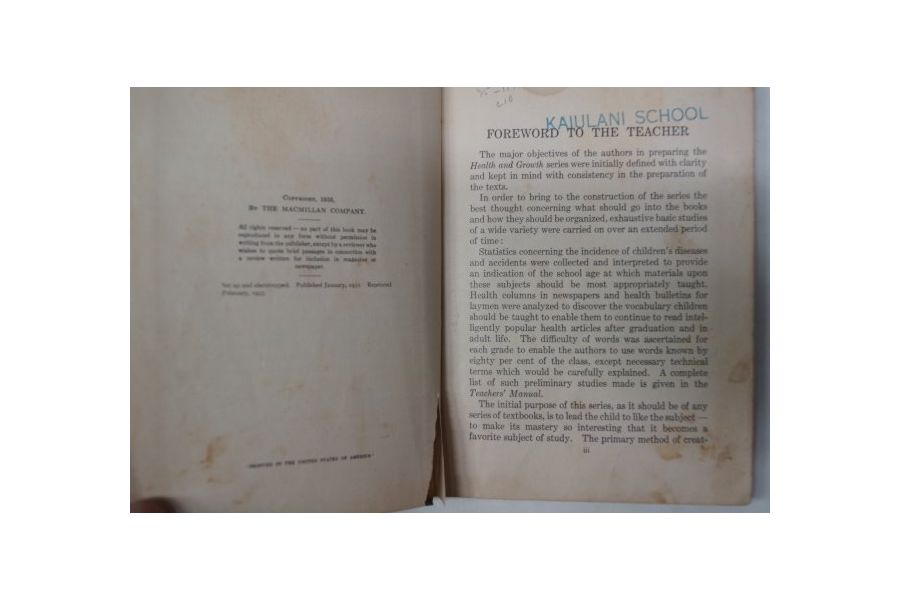 COPYRIGHT,
BY THE MACMILLAN COMPANY.
All rights reserved — no part of this book may be
reproduced in any form without permission in
writing from the publisher, except by a reviewer who
wishes to quote brief passages in connection with
a review written for inclusion in magazine or
newspaper.
Set up and electrotyped. Published January, Reprinted
February,
PRINTED IN THE UNITED STATES OF AMERICA
KAIULANI SCHOOL
FOREWORD TO THE TEACHER
The major objectives of the authors in preparing the
Health and Growth series were initially defined with clarity
and kept in mind with consistency in the preparation of
the texts.
In order to bring to the construction of the series the
best thought concerning what should go into the books
and how they should be organized, exhaustive basic studies
of a wide variety were carried on over an extended period
of time:
Statistics concerning the incidence of children's diseases
and accidents were collected and interpreted to provide
an indication of the school age at which materials upon
these subjects should be most appropriately taught.
Health columns in newspapers and health bulletins for
laymen were analyzed to discover the vocabulary children
should be taught to enable them to continue to read intel-
ligently popular health articles after graduation and in
adult life. The difficulty of words was ascertained for
each grade to enable the authors to use words known by
eighty per cent of the class, except necessary technical
terms which would be carefully explained. A complete
list of such preliminary studies made is given in the
Teachers' Manual.
The initial purpose of this series, as it should be of any
series of textbooks, is to lead the child to like the subject —
to make its mastery so interesting that it becomes a
favorite subject of study. The primary method of creat-
iii